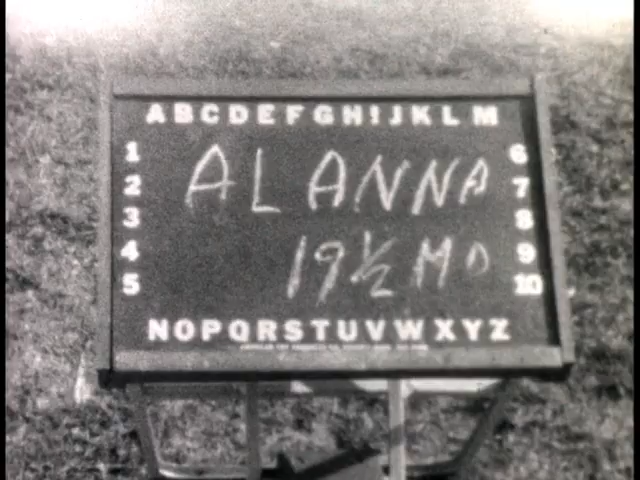 ABCDEFGHIJKLM
1 6
ALANNA
2 7
3 8
19½ MO
4 9
5 10
NOPQRSTUVWXYZ